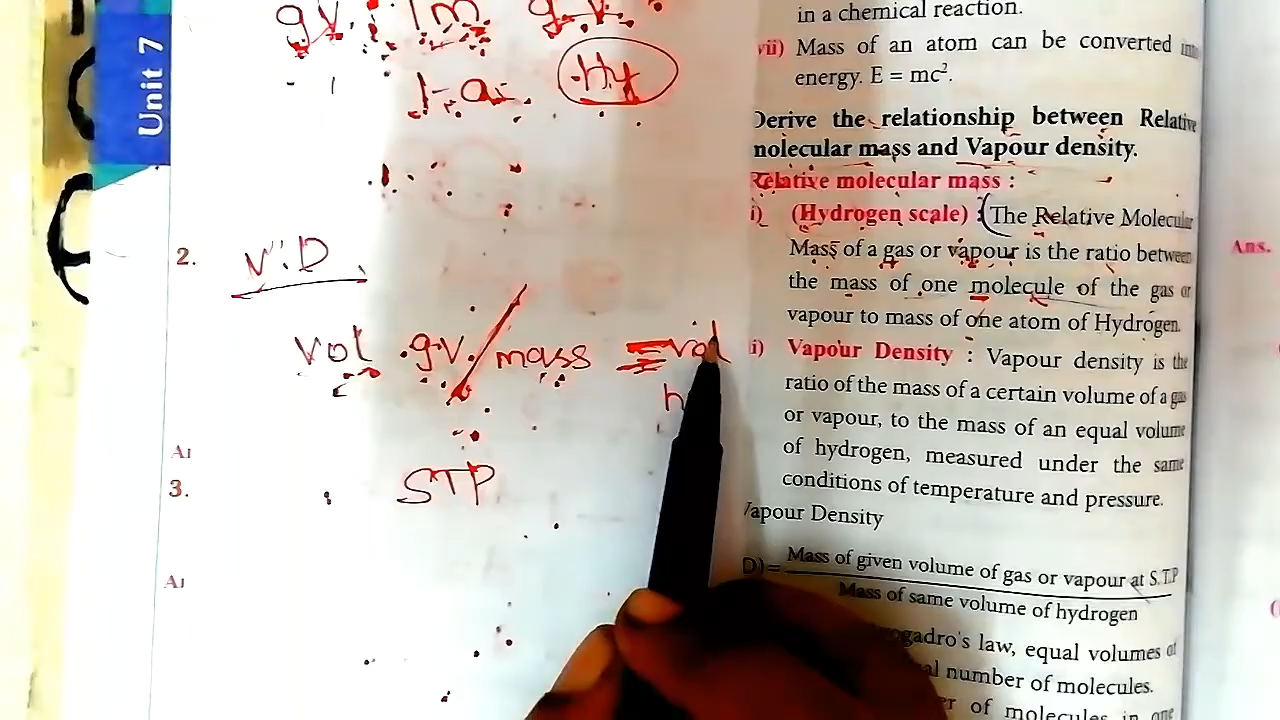 Unit 7
g.v.
1m g.v.
1-a. Hy
2. V.D
vol .g.v. / mass = vol
h
STP
3.
in a chemical reaction.
vii) Mass of an atom can be converted into
energy. E = mc².
Derive the relationship between Relative
molecular mass and Vapour density.
Relative molecular mass :
i) (Hydrogen scale) : (The Relative Molecular
Mass of a gas or vapour is the ratio between
the mass of one molecule of the gas or
vapour to mass of one atom of Hydrogen.
ii) Vapour Density : Vapour density is the
ratio of the mass of a certain volume of a gas
or vapour, to the mass of an equal volume
of hydrogen, measured under the same
conditions of temperature and pressure.
Vapour Density
D)= Mass of given volume of gas or vapour at S.T.P
Mass of same volume of hydrogen
law, equal volumes of
number of molecules.
of molecules in one
Ans.